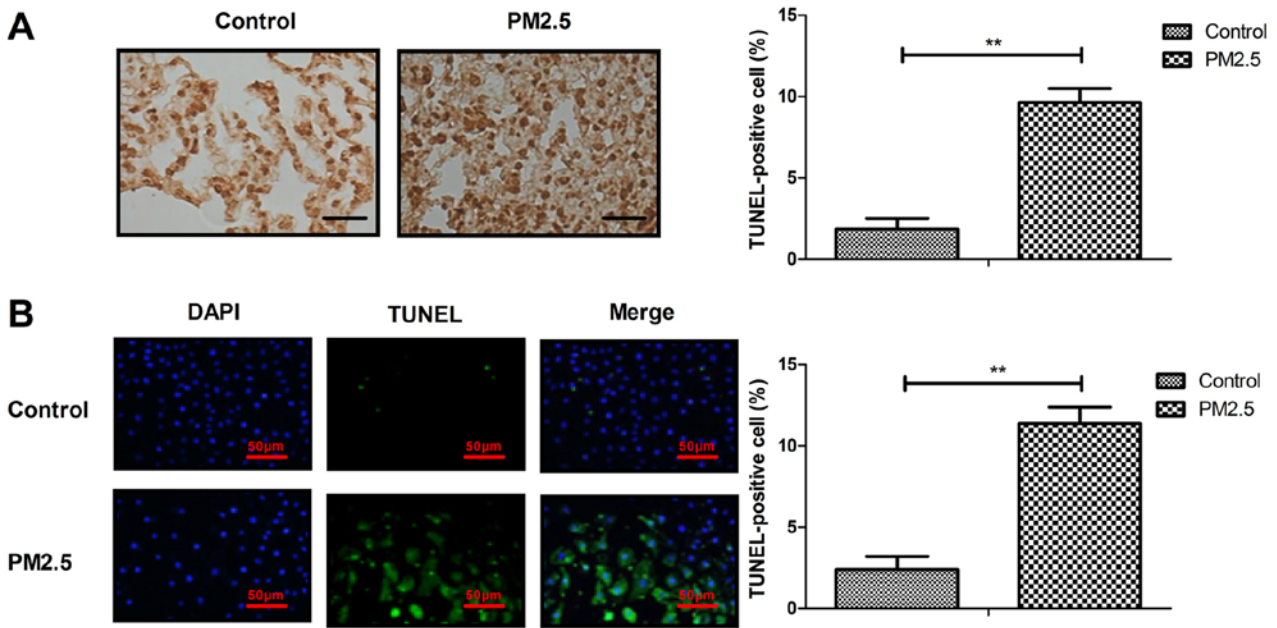 A
Control
PM2.5
15
10
5
0
TUNEL-positive cell (%)
**
Control
PM2.5
B
DAPI
TUNEL
Merge
Control
50μm
50μm
50μm
PM2.5
50μm
50μm
50μm
15
10
5
0
TUNEL-positive cell (%)
**
Control
PM2.5